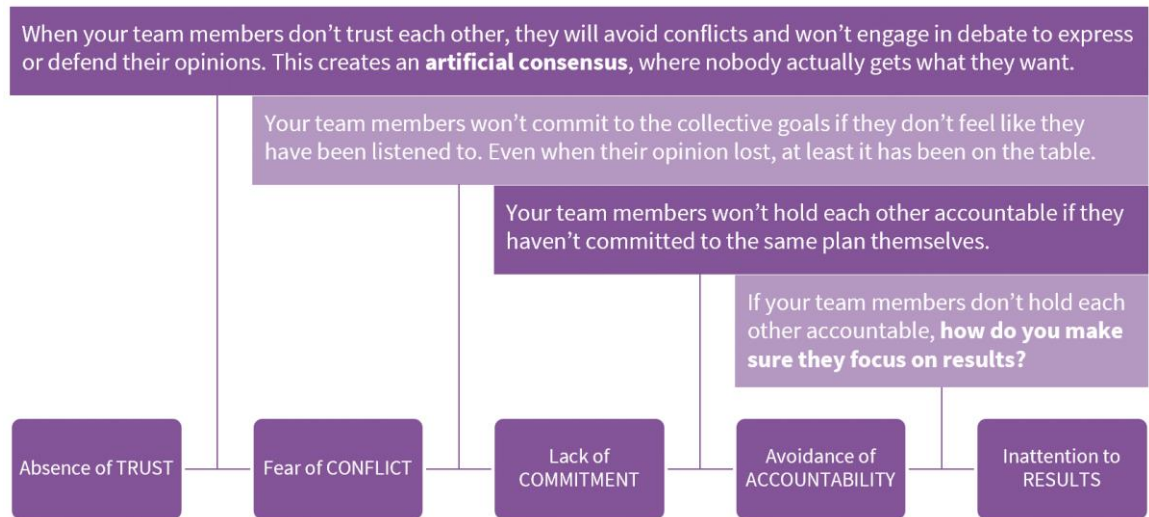 When your team members don’t trust each other, they will avoid conflicts and won’t engage in debate to express
or defend their opinions. This creates an artificial consensus, where nobody actually gets what they want.
Your team members won’t commit to the collective goals if they don’t feel like they
have been listened to. Even when their opinion lost, at least it has been on the table.
Your team members won’t hold each other accountable if they
haven’t committed to the same plan themselves.
If your team members don’t hold each
other accountable, how do you make
sure they focus on results?
Absence of TRUST
Fear of CONFLICT
Lack of
COMMITMENT
Avoidance of
ACCOUNTABILITY
Inattention to
RESULTS